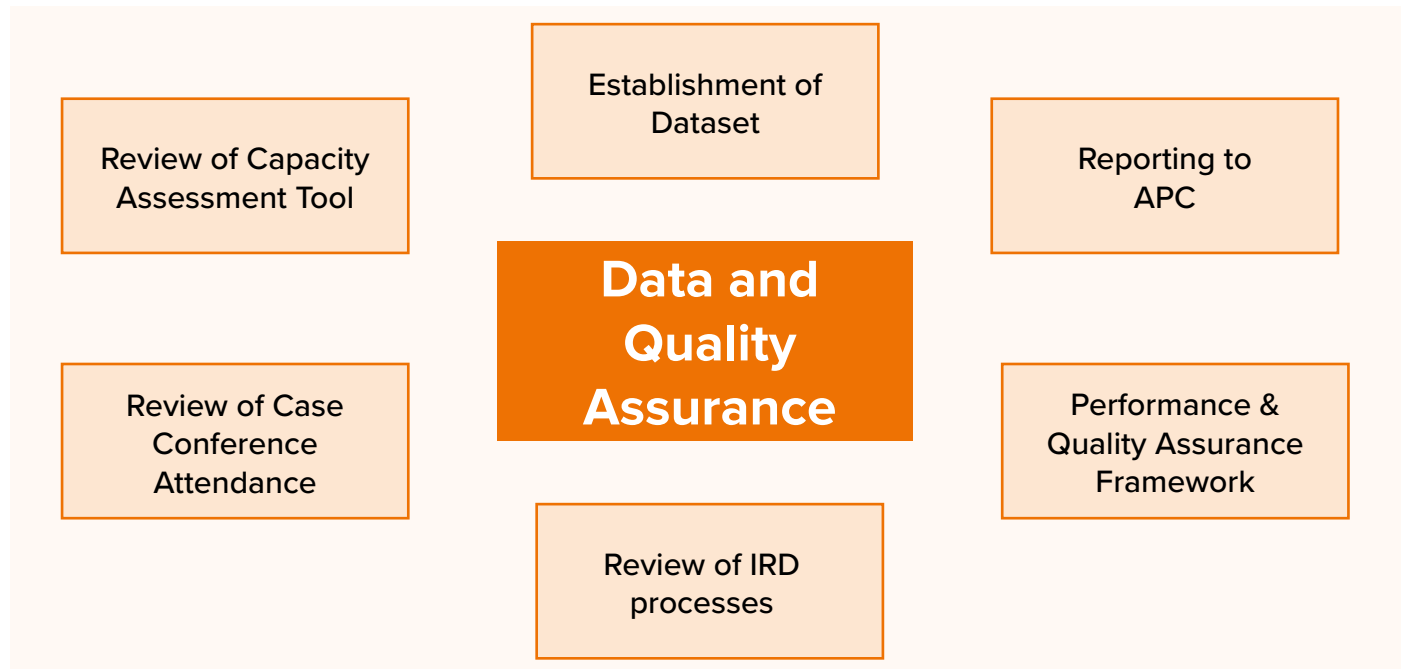 Establishment of
Dataset
Review of Capacity
Assessment Tool
Reporting to
APC
Data and
Quality
Assurance
Review of Case
Conference
Attendance
Performance &
Quality Assurance
Framework
Review of IRD
processes